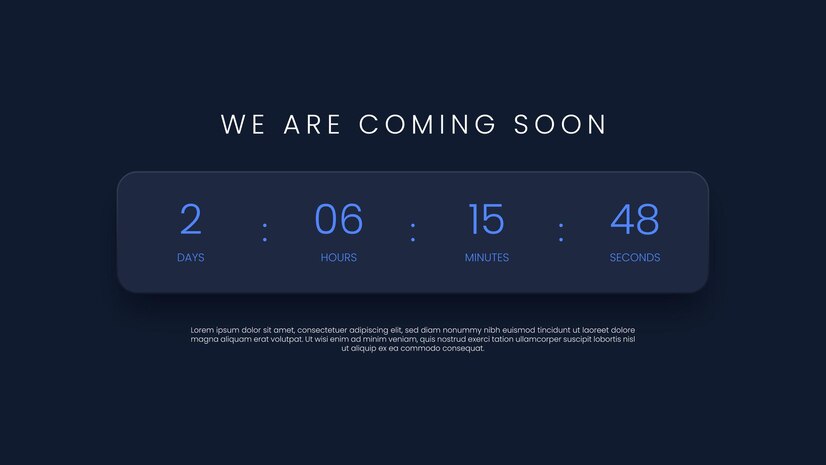 WE ARE COMING SOON
2 : 06 : 15 : 48
DAYS HOURS MINUTES SECONDS
Lorem ipsum dolor sit amet, consectetuer adipiscing elit, sed diam nonummy nibh euismod tincidunt ut laoreet dolore
magna aliquam erat volutpat. Ut wisi enim ad minim veniam, quis nostrud exerci tation ullamcorper suscipit lobortis nisl
ut aliquip ex ea commodo consequat.